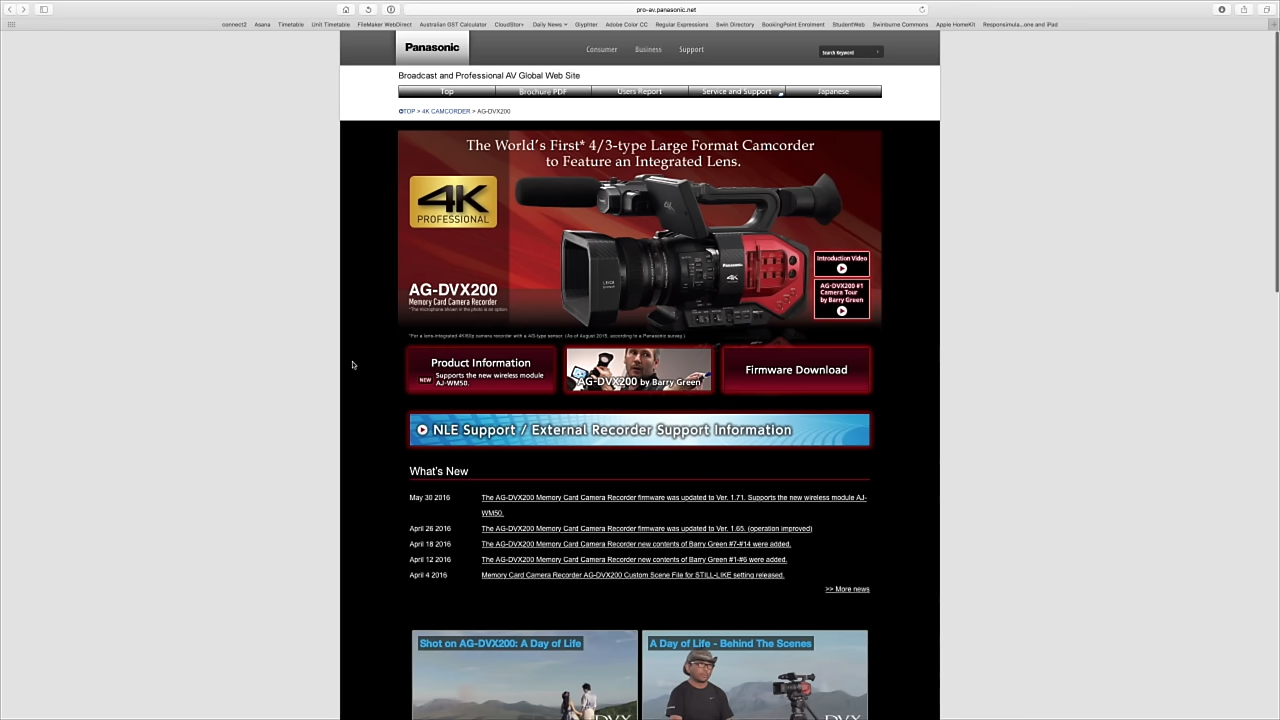 pro-av.panasonic.net
connect2 Asana Timetable Unit Timetable FileMaker WebDirect Australian GST Calculator CloudStor+ Daily News Glyphter Adobe Color CC Regular Expressions Swin Directory BookingPoint Enrolment StudentWeb Swinburne Commons Apple HomeKit Responsimula...one and iPad
Panasonic
Consumer Business Support
Search Keyword
Broadcast and Professional AV Global Web Site
Top Brochure PDF Users Report Service and Support Japanese
TOP > 4K CAMCORDER > AG-DVX200
The World's First* 4/3-type Large Format Camcorder
to Feature an Integrated Lens.
4K
PROFESSIONAL
Panasonic
4K
Introduction Video
AG-DVX200 #1
Camera Tour
by Barry Green
AG-DVX200
Memory Card Camera Recorder
*The microphone shown in the photo is an option.
*For a lens-integrated 4K/60p camera recorder with a 4/3-type sensor. (As of August 2015, according to a Panasonic survey.)
Product Information
NEW Supports the new wireless module
AJ-WM50.
AG-DVX200 by Barry Green
Firmware Download
NLE Support / External Recorder Support Information
What's New
May 30 2016 The AG-DVX200 Memory Card Camera Recorder firmware was updated to Ver. 1.71. Supports the new wireless module AJ-
WM50.
April 26 2016 The AG-DVX200 Memory Card Camera Recorder firmware was updated to Ver. 1.65. (operation improved)
April 18 2016 The AG-DVX200 Memory Card Camera Recorder new contents of Barry Green #7-#14 were added.
April 12 2016 The AG-DVX200 Memory Card Camera Recorder new contents of Barry Green #1-#6 were added.
April 4 2016 Memory Card Camera Recorder AG-DVX200 Custom Scene File for STILL-LIKE setting released.
>> More news
Shot on AG-DVX200: A Day of Life
A Day of Life - Behind The Scenes
DVX
DVX